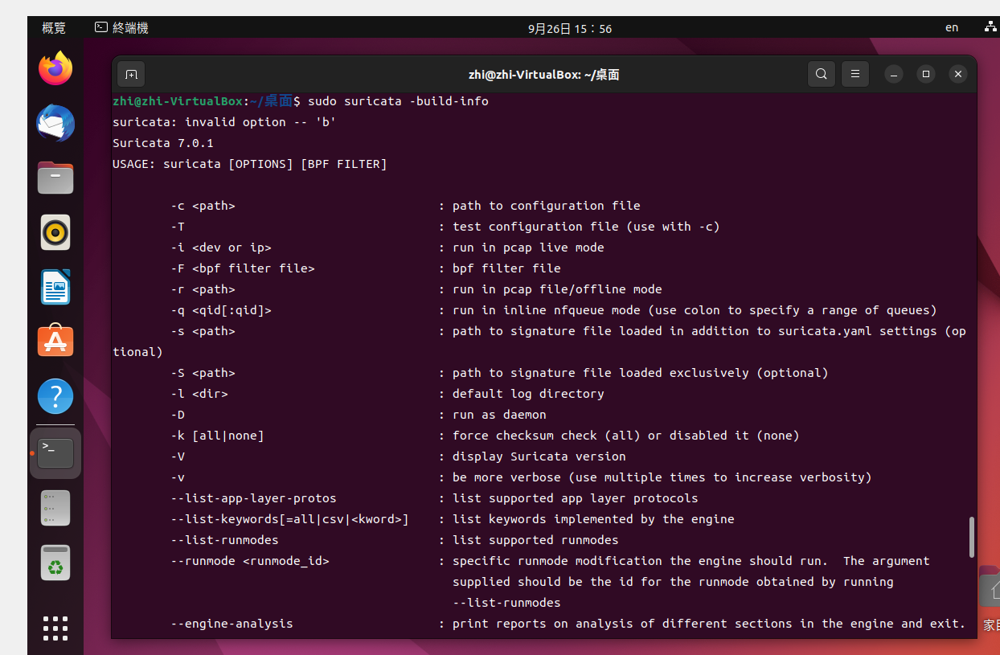 概覽 終端機 9月26日 15：56 en
zhi@zhi-VirtualBox: ~/桌面
zhi@zhi-VirtualBox:~/桌面$ sudo suricata -build-info
suricata: invalid option -- 'b'
Suricata 7.0.1
USAGE: suricata [OPTIONS] [BPF FILTER]
-c <path> : path to configuration file
-T : test configuration file (use with -c)
-i <dev or ip> : run in pcap live mode
-F <bpf filter file> : bpf filter file
-r <path> : run in pcap file/offline mode
-q <qid[:qid]> : run in inline nfqueue mode (use colon to specify a range of queues)
-s <path> : path to signature file loaded in addition to suricata.yaml settings (op
tional)
-S <path> : path to signature file loaded exclusively (optional)
-l <dir> : default log directory
-D : run as daemon
-k [all|none] : force checksum check (all) or disabled it (none)
-V : display Suricata version
-v : be more verbose (use multiple times to increase verbosity)
--list-app-layer-protos : list supported app layer protocols
--list-keywords[=all|csv|<kword>] : list keywords implemented by the engine
--list-runmodes : list supported runmodes
--runmode <runmode_id> : specific runmode modification the engine should run.  The argument
supplied should be the id for the runmode obtained by running
--list-runmodes
--engine-analysis : print reports on analysis of different sections in the engine and exit.
家